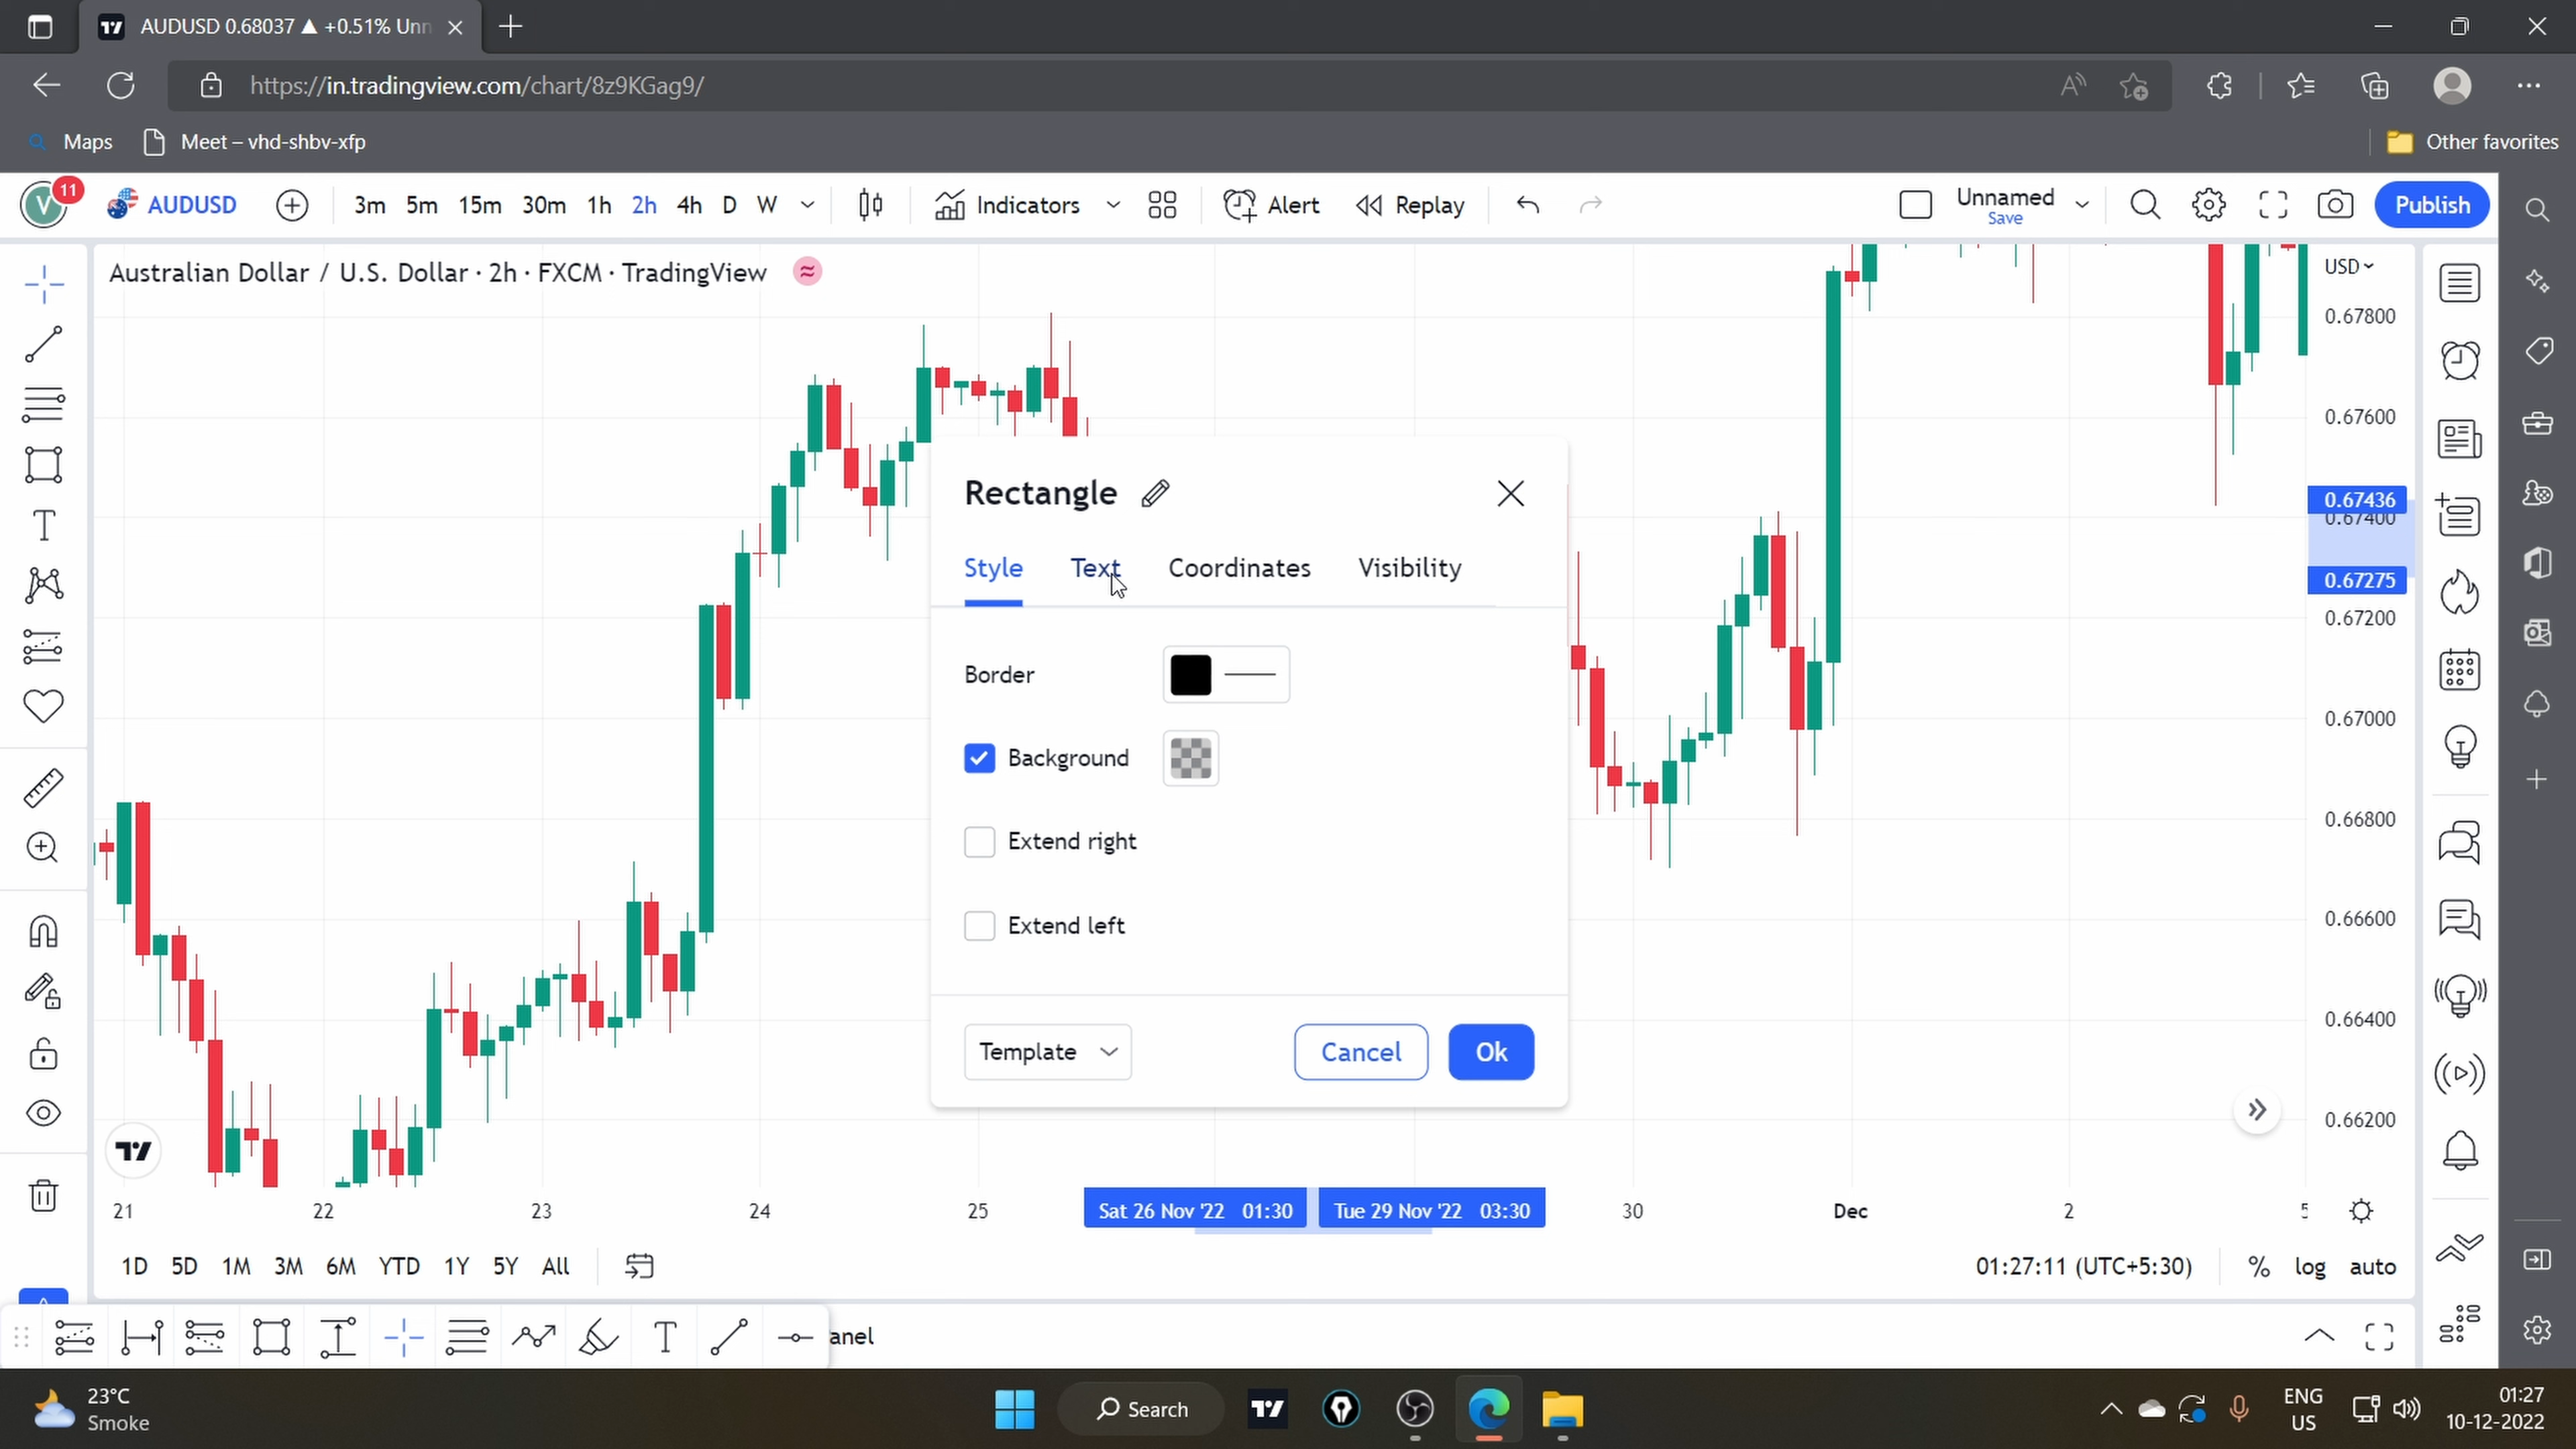 AUDUSD 0.68037 ▲ +0.51% Unn
https://in.tradingview.com/chart/8z9KGag9/
Maps
Meet – vhd-shbv-xfp
Other favorites
V
11
AUDUSD
3m 5m 15m 30m 1h 2h 4h D W
Indicators
Alert
Replay
Unnamed
Save
Publish
Australian Dollar / U.S. Dollar · 2h · FXCM · TradingView
USD
0.67800
0.67600
0.67436
0.67400
0.67275
0.67200
0.67000
0.66800
0.66600
0.66400
0.66200
Rectangle
Style Text Coordinates Visibility
Border
Background
Extend right
Extend left
Template
Cancel
Ok
21 22 23 24 25 Sat 26 Nov '22 01:30 Tue 29 Nov '22 03:30 30 Dec 2 5
1D 5D 1M 3M 6M YTD 1Y 5Y All
01:27:11 (UTC+5:30)
% log auto
anel
23°C
Smoke
Search
ENG
US
01:27
10-12-2022